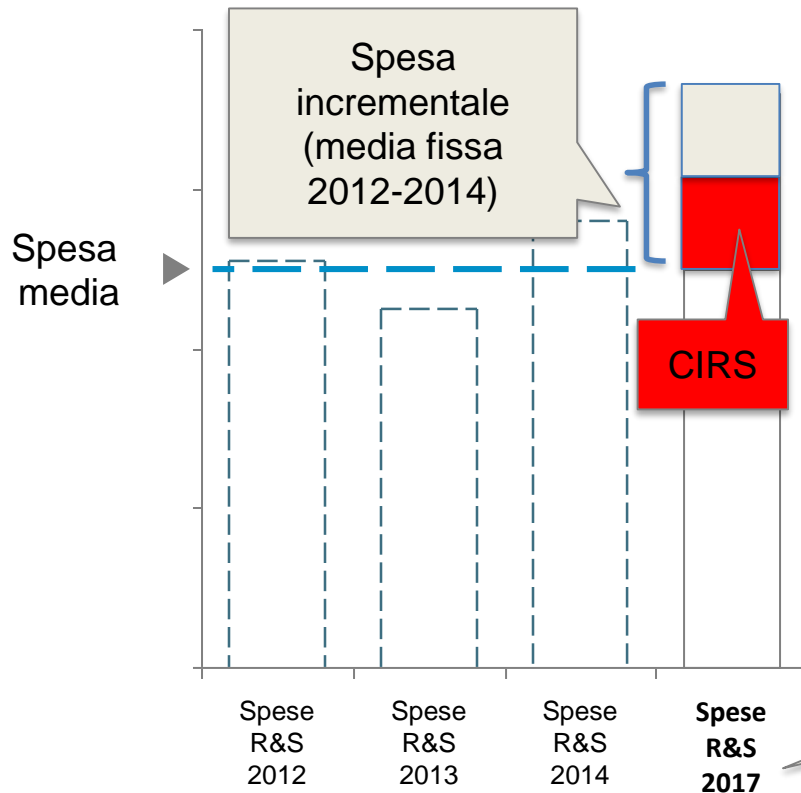 Spesa
incrementale
(media fissa
2012-2014)
Spesa
media
CIRS
Spese
R&S
2012
Spese
R&S
2013
Spese
R&S
2014
Spese
R&S
2017